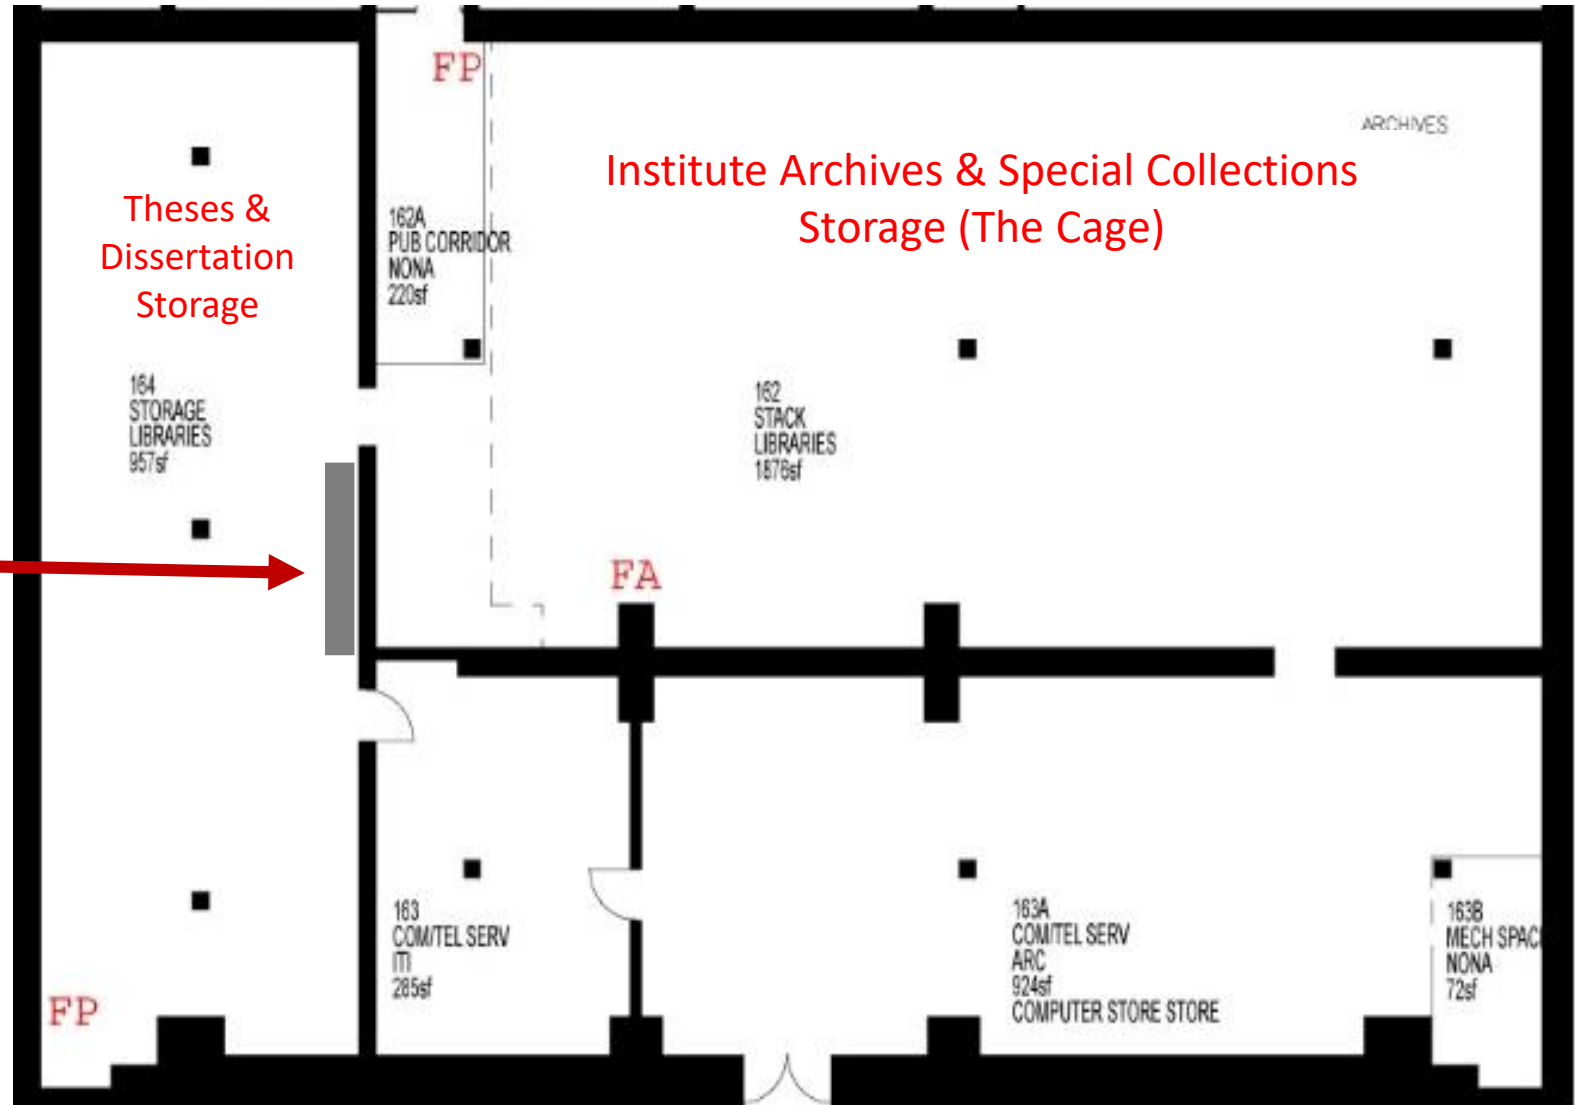 FP
ARCHIVES
Institute Archives & Special Collections
Storage (The Cage)
Theses &
Dissertation
Storage
162A
PUB CORRIDOR
NONA
220sf
164
STORAGE
LIBRARIES
957sf
162
STACK
LIBRARIES
1876sf
FA
163
COM/TEL SERV
ITI
285sf
163A
COM/TEL SERV
ARC
924sf
COMPUTER STORE STORE
163B
MECH SPAC
NONA
72sf
FP